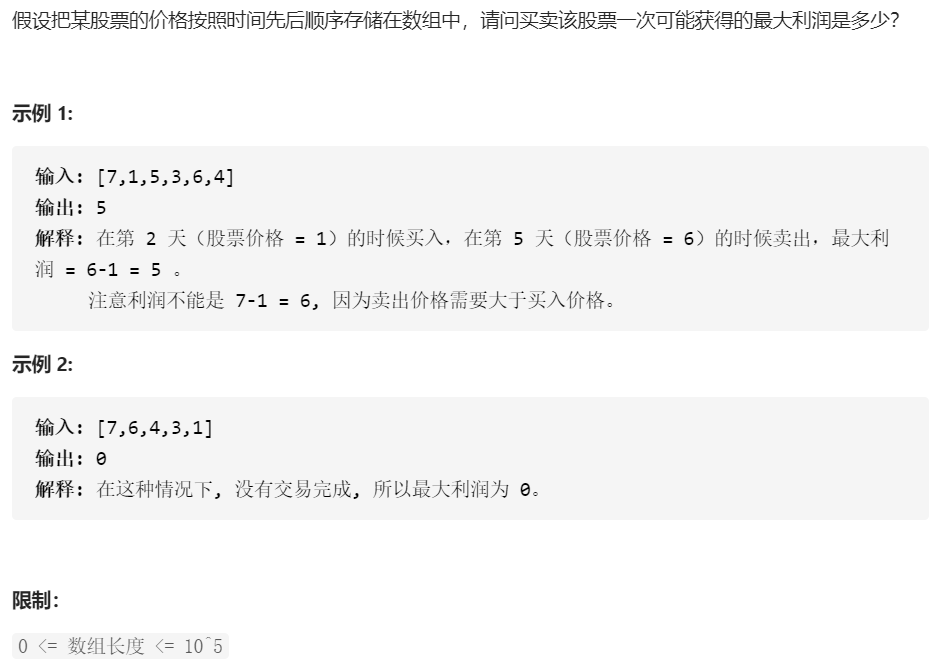 假设把某股票的价格按照时间先后顺序存储在数组中，请问买卖该股票一次可能获得的最大利润是多少？
示例 1:
输入: [7,1,5,3,6,4]
输出: 5
解释: 在第 2 天（股票价格 = 1）的时候买入，在第 5 天（股票价格 = 6）的时候卖出，最大利
润 = 6-1 = 5 。
注意利润不能是 7-1 = 6, 因为卖出价格需要大于买入价格。
示例 2:
输入: [7,6,4,3,1]
输出: 0
解释: 在这种情况下, 没有交易完成, 所以最大利润为 0。
限制：
0 <= 数组长度 <= 10^5